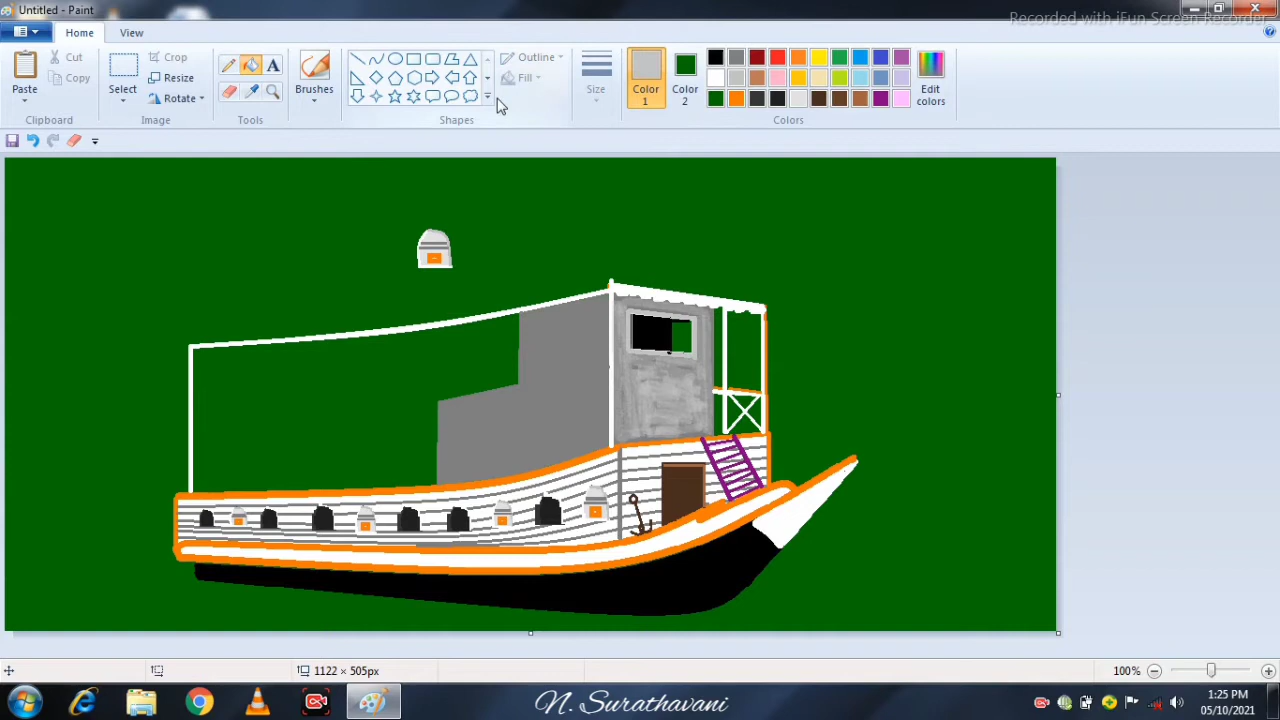 Untitled - Paint
Recorded with iFun Screen Recorder
Home
View
Paste
Cut
Copy
Clipboard
Select
Crop
Resize
Rotate
Image
A
Tools
Brushes
Outline
Fill
Shapes
Size
Color
1
Color
2
Colors
Edit
colors
1122 × 505px
100%
N. Surathavani
1:25 PM
05/10/2021